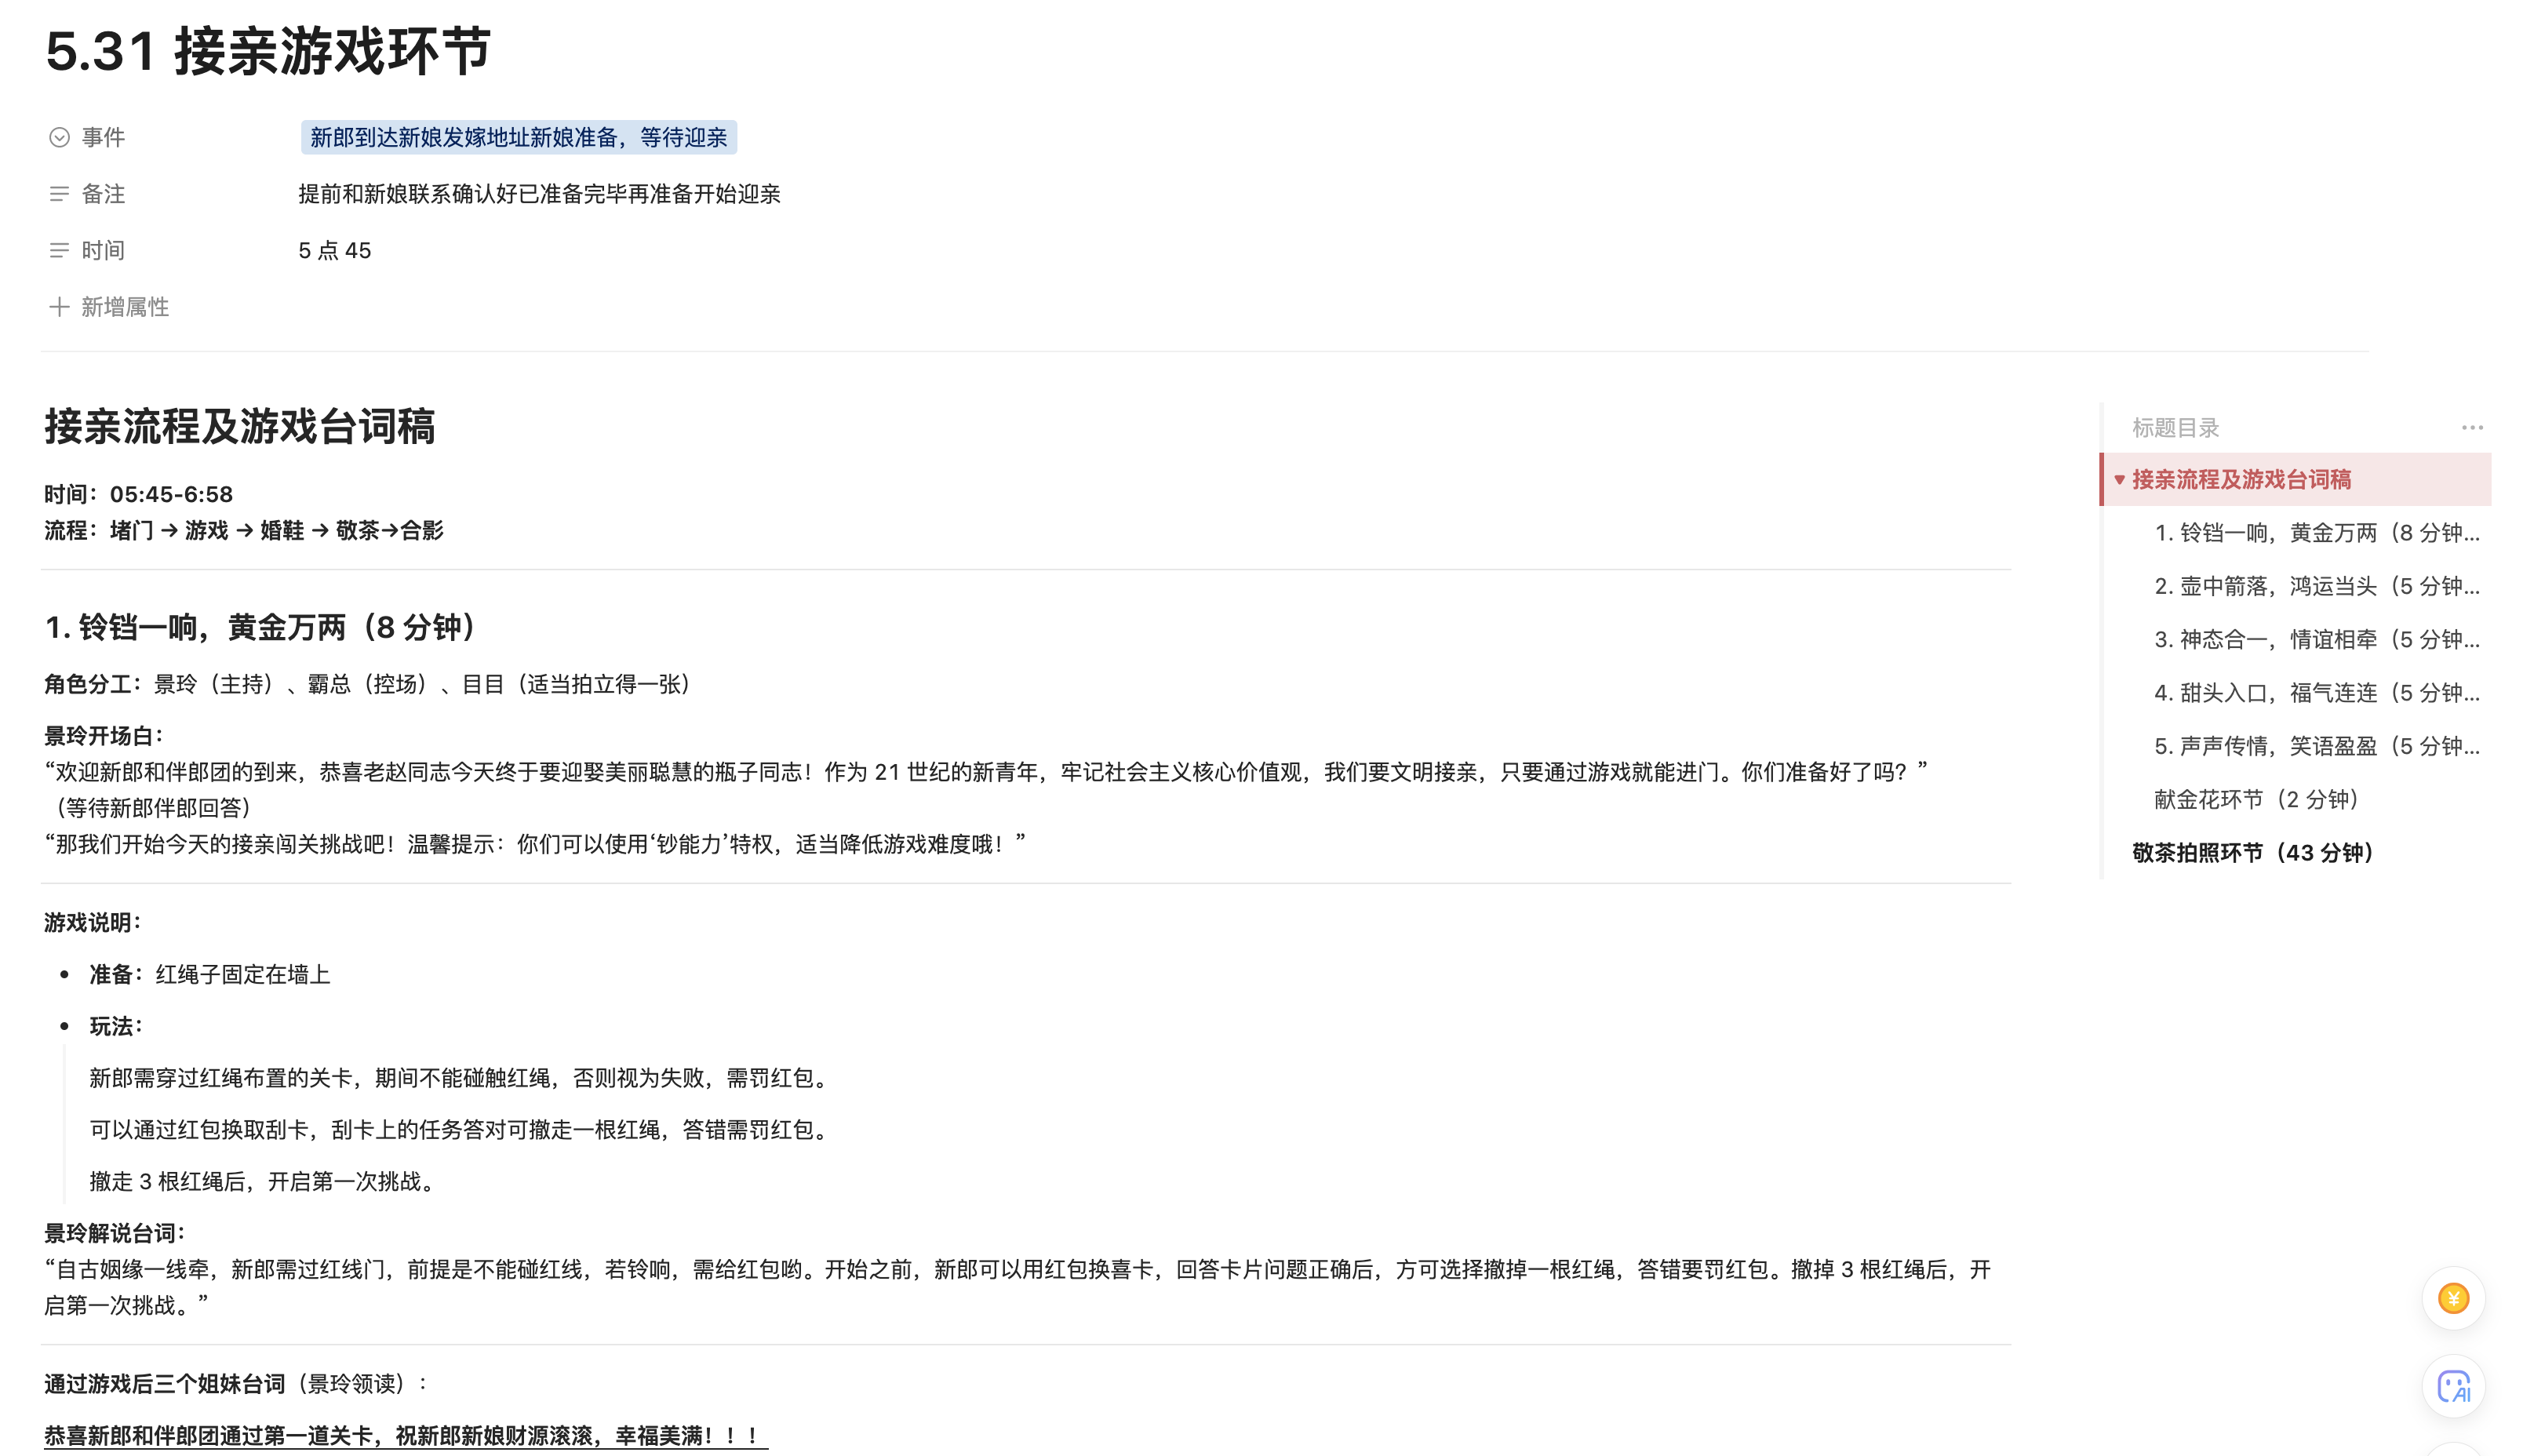 5.31 接亲游戏环节
事件 新郎到达新娘发嫁地址新娘准备，等待迎亲
备注 提前和新娘联系确认好已准备完毕再准备开始迎亲
时间 5 点 45
新增属性
接亲流程及游戏台词稿
时间：05:45-6:58
流程：堵门 → 游戏 → 婚鞋 → 敬茶→合影
1. 铃铛一响，黄金万两（8 分钟）
角色分工：景玲（主持）、霸总（控场）、目目（适当拍立得一张）
景玲开场白：
“欢迎新郎和伴郎团的到来，恭喜老赵同志今天终于要迎娶美丽聪慧的瓶子同志！作为 21 世纪的新青年，牢记社会主义核心价值观，我们要文明接亲，只要通过游戏就能进门。你们准备好了吗？”
（等待新郎伴郎回答）
“那我们开始今天的接亲闯关挑战吧！温馨提示：你们可以使用‘钞能力’特权，适当降低游戏难度哦！”
游戏说明：
• 准备：红绳子固定在墙上
• 玩法：
新郎需穿过红绳布置的关卡，期间不能碰触红绳，否则视为失败，需罚红包。
可以通过红包换取刮卡，刮卡上的任务答对可撤走一根红绳，答错需罚红包。
撤走 3 根红绳后，开启第一次挑战。
景玲解说台词：
“自古姻缘一线牵，新郎需过红线门，前提是不能碰红线，若铃响，需给红包哟。开始之前，新郎可以用红包换喜卡，回答卡片问题正确后，方可选择撤掉一根红绳，答错要罚红包。撤掉 3 根红绳后，开
启第一次挑战。”
通过游戏后三个姐妹台词（景玲领读）：
恭喜新郎和伴郎团通过第一道关卡，祝新郎新娘财源滚滚，幸福美满！！！
标题目录
接亲流程及游戏台词稿
1. 铃铛一响，黄金万两（8 分钟...
2. 壶中箭落，鸿运当头（5 分钟...
3. 神态合一，情谊相牵（5 分钟...
4. 甜头入口，福气连连（5 分钟...
5. 声声传情，笑语盈盈（5 分钟...
献金花环节（2 分钟）
敬茶拍照环节（43 分钟）
¥
AI